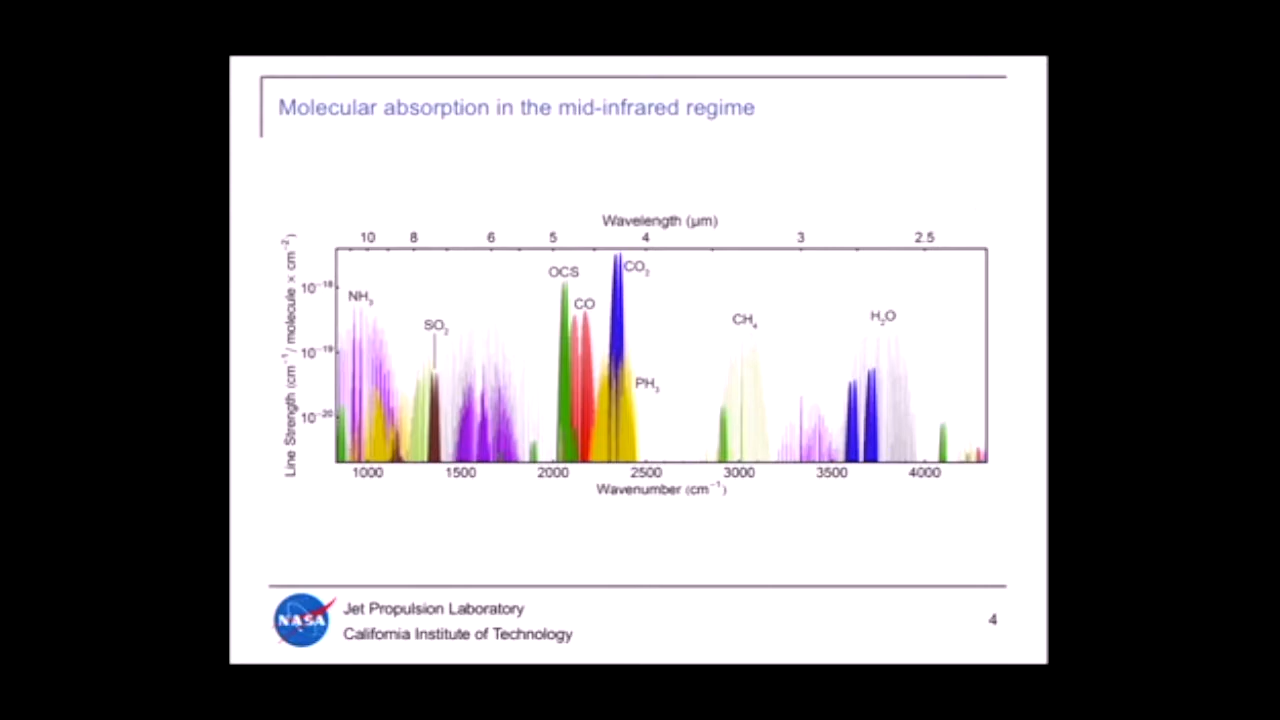 Molecular absorption in the mid-infrared regime
Wavelength (µm)
10 8 6 5 4 3 2.5
Line Strength (cm⁻¹/ molecule × cm⁻²)
10⁻¹⁸
10⁻¹⁹
10⁻²⁰
NH₃
SO₂
OCS
CO
CO₂
PH₃
CH₄
H₂O
1000 1500 2000 2500 3000 3500 4000
Wavenumber (cm⁻¹)
NASA
Jet Propulsion Laboratory
California Institute of Technology
4